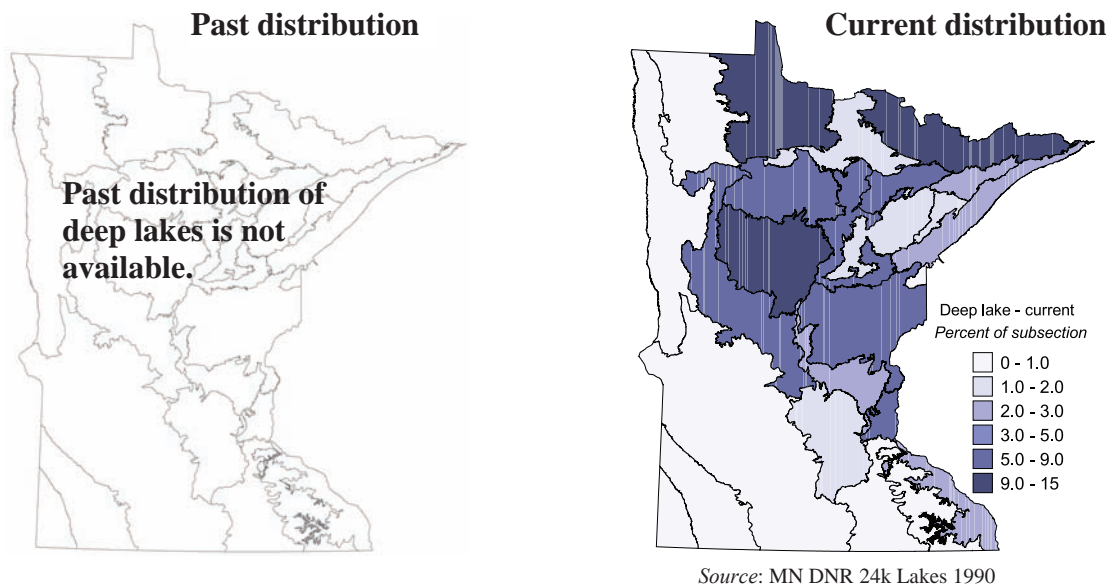 Past distribution
Past distribution of
deep lakes is not
available.
Current distribution
Deep lake - current
Percent of subsection
0 - 1.0
1.0 - 2.0
2.0 - 3.0
3.0 - 5.0
5.0 - 9.0
9.0 - 15
Source: MN DNR 24k Lakes 1990